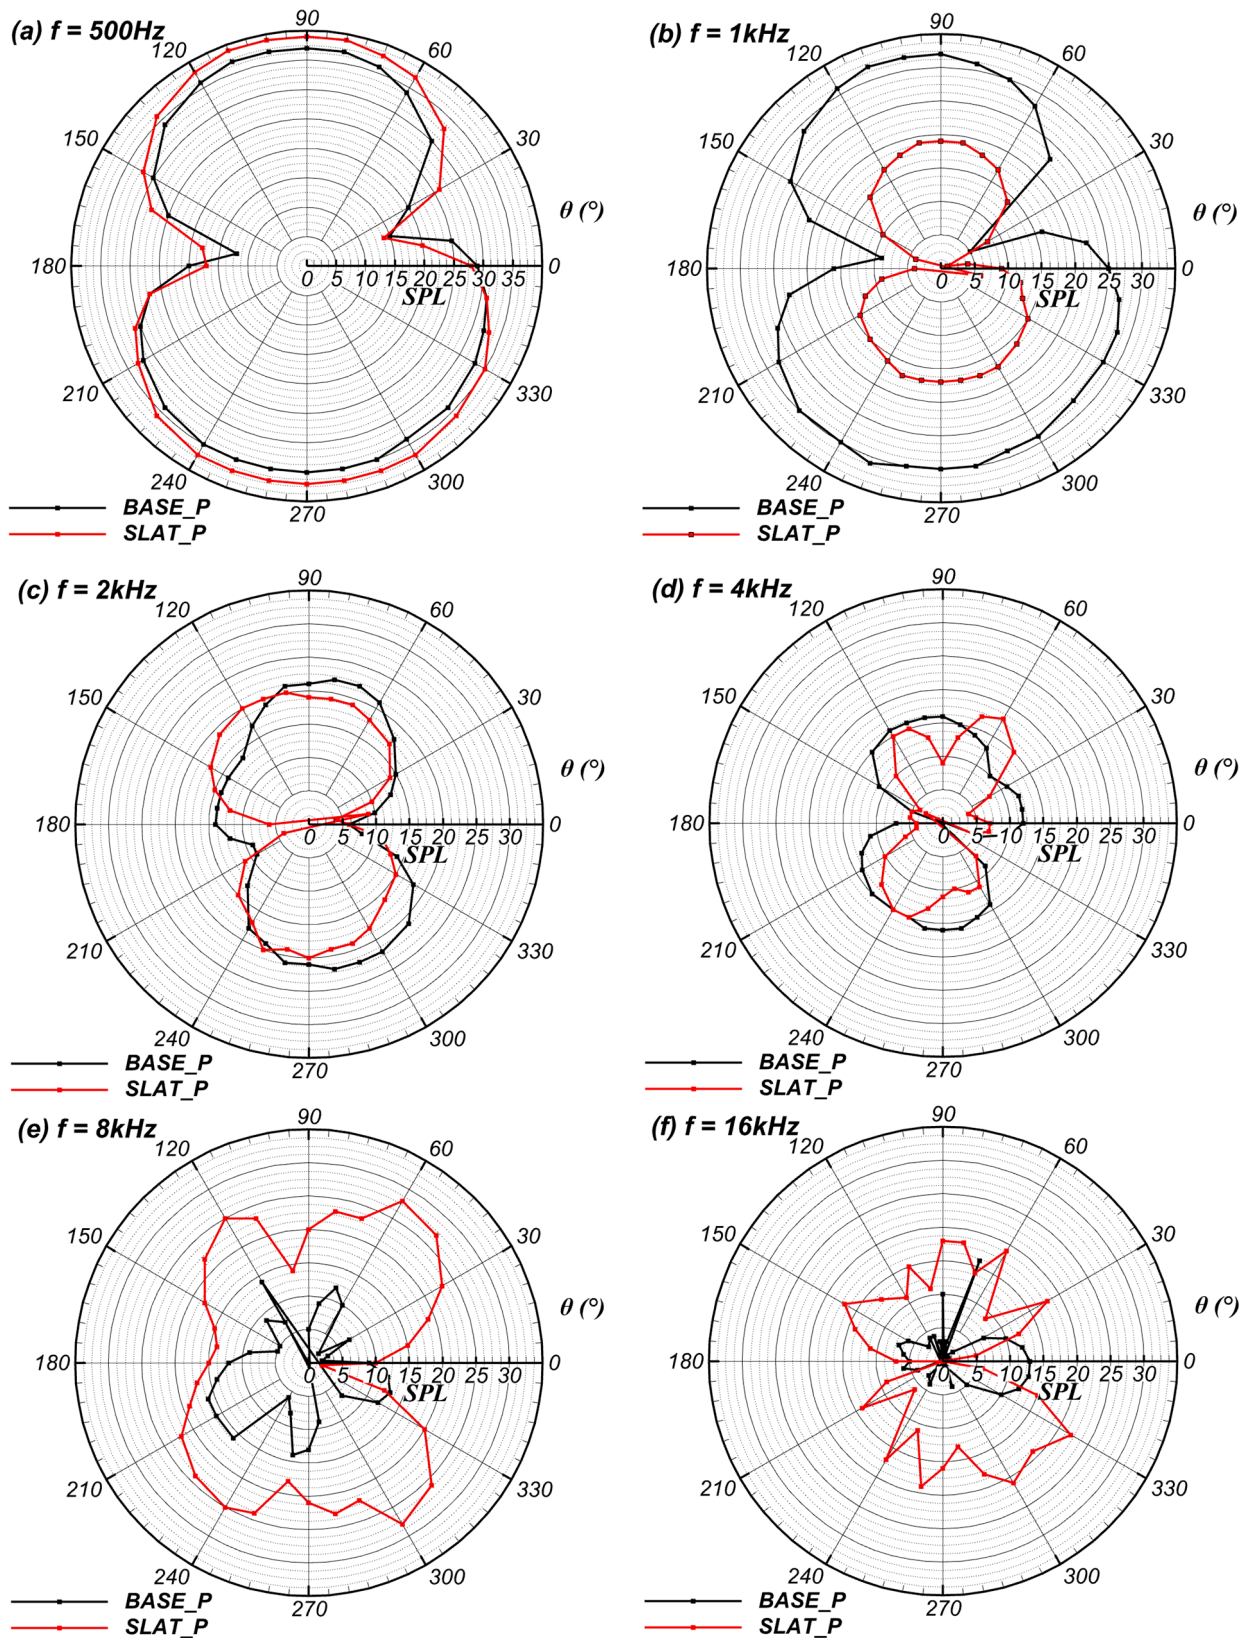 (a) f = 500Hz
90
120
60
150
30
θ (°)
180
0
0 5 10 15 20 25 30 35
SPL
210
330
240
300
270
BASE_P
SLAT_P
(b) f = 1kHz
90
120
60
150
30
θ (°)
180
0
0 5 10 15 20 25 30
SPL
210
330
240
300
270
BASE_P
SLAT_P
(c) f = 2kHz
90
120
60
150
30
θ (°)
180
0
0 5 10 15 20 25 30
SPL
210
330
240
300
270
BASE_P
SLAT_P
(d) f = 4kHz
90
120
60
150
30
θ (°)
180
0
0 5 10 15 20 25 30
SPL
210
330
240
300
270
BASE_P
SLAT_P
(e) f = 8kHz
90
120
60
150
30
θ (°)
180
0
0 5 10 15 20 25 30
SPL
210
330
240
300
270
BASE_P
SLAT_P
(f) f = 16kHz
90
120
60
150
30
θ (°)
180
0
0 5 10 15 20 25 30
SPL
210
330
240
300
270
BASE_P
SLAT_P